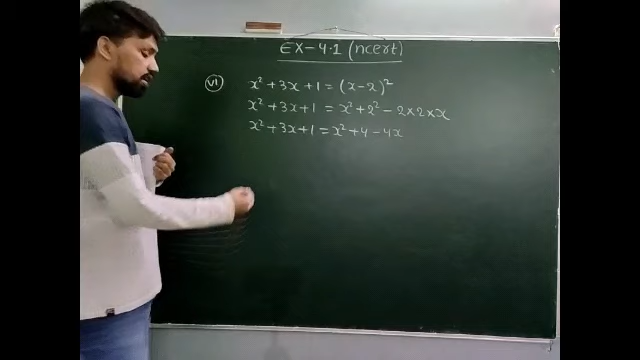 EX-4.1 (ncert)
VI x² + 3x + 1 = (x-2)²
x² + 3x + 1 = x² + 2² - 2×2×x
x² + 3x + 1 = x² + 4 - 4x